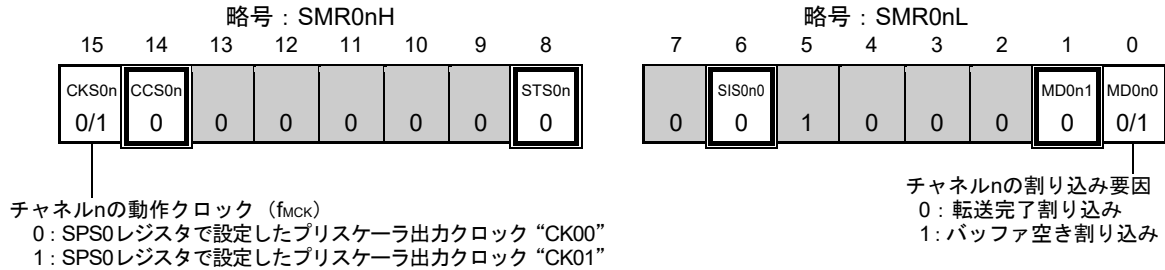 略号：SMR0nH 略号：SMR0nL
15 14 13 12 11 10 9 8 7 6 5 4 3 2 1 0
CKS0n CCS0n STS0n SIS0n0 MD0n1 MD0n0
0/1 0 0 0 0 0 0 0 0 0 1 0 0 0 0 0/1
チャネルnの動作クロック（fMCK）
0：SPS0レジスタで設定したプリスケーラ出力クロック“CK00”
1：SPS0レジスタで設定したプリスケーラ出力クロック“CK01”
チャネルnの割り込み要因
0：転送完了割り込み
1：バッファ空き割り込み